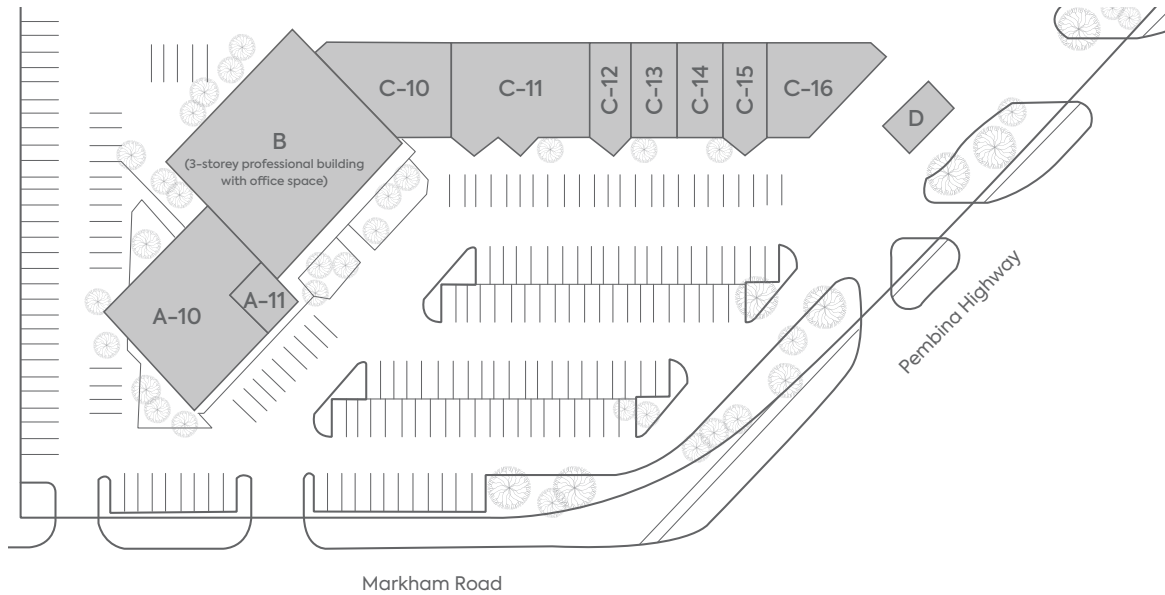 C-10
C-11
C-12
C-13
C-14
C-15
C-16
D
B
(3-storey professional building
with office space)
A-10
A-11
Pembina Highway
Markham Road